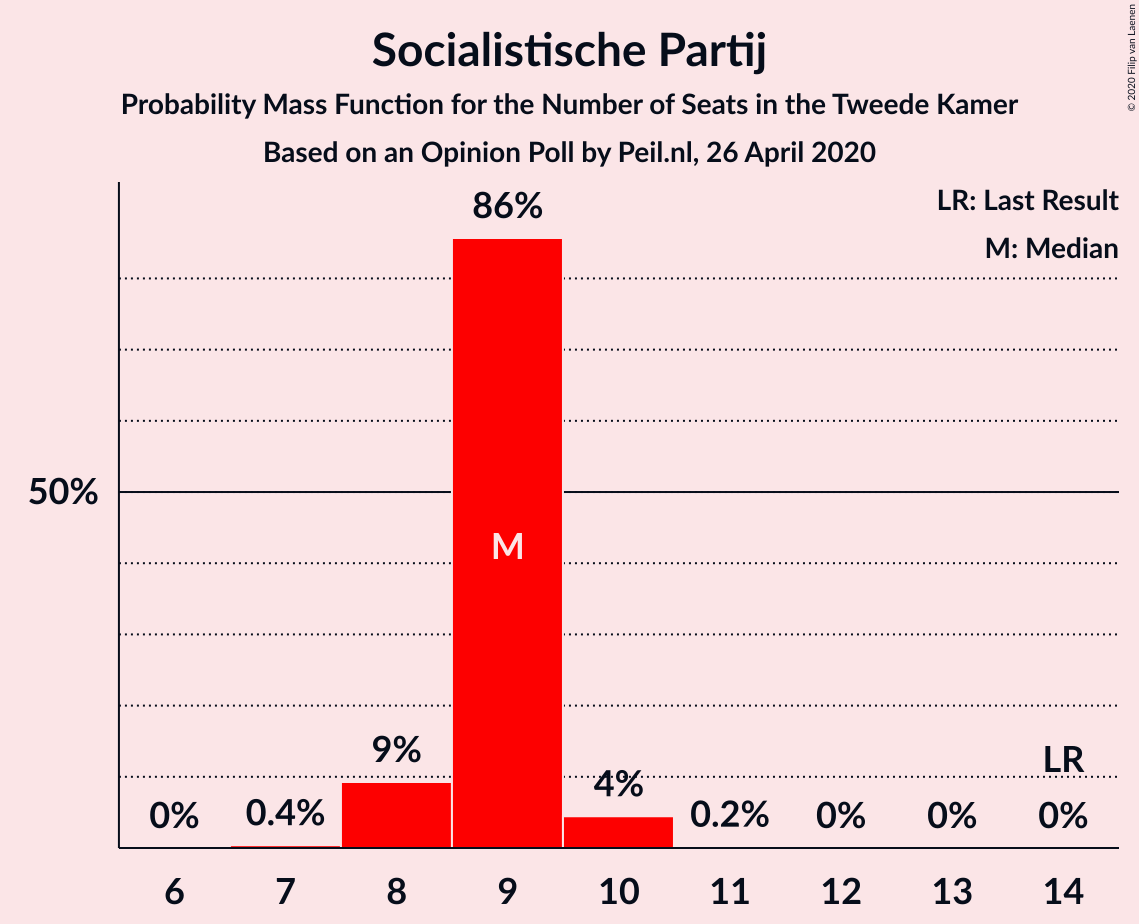 Socialistische Partij
Probability Mass Function for the Number of Seats in the Tweede Kamer
Based on an Opinion Poll by Peil.nl, 26 April 2020
© 2020 Filip van Laenen
LR: Last Result
M: Median
86%
50%
M
9%
LR
4%
0%
0.4%
0.2%
0%
0%
0%
6 7 8 9 10 11 12 13 14